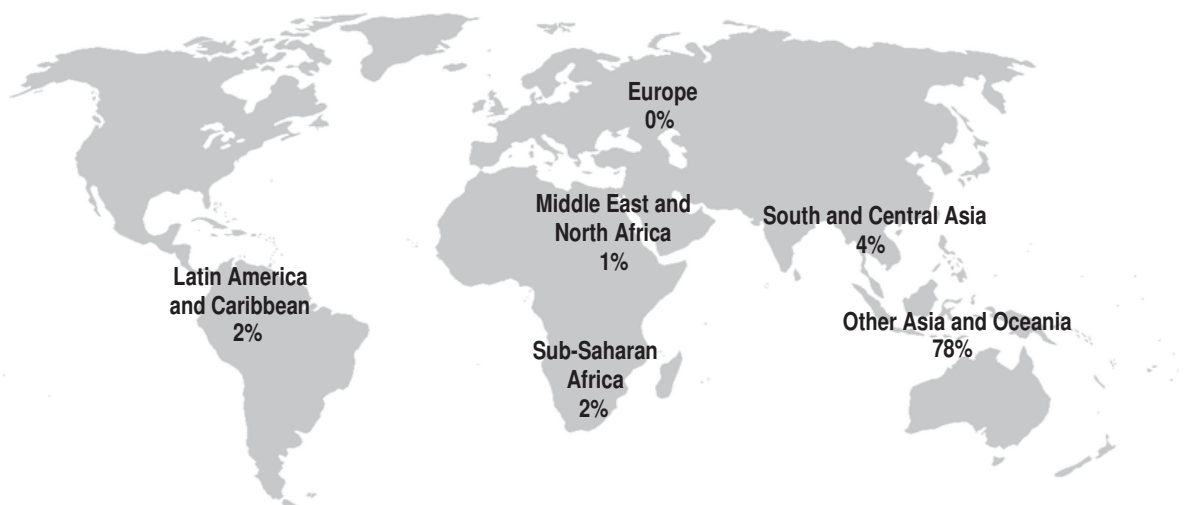 Europe
0%
Middle East and
North Africa
1%
South and Central Asia
4%
Latin America
and Caribbean
2%
Other Asia and Oceania
78%
Sub-Saharan
Africa
2%